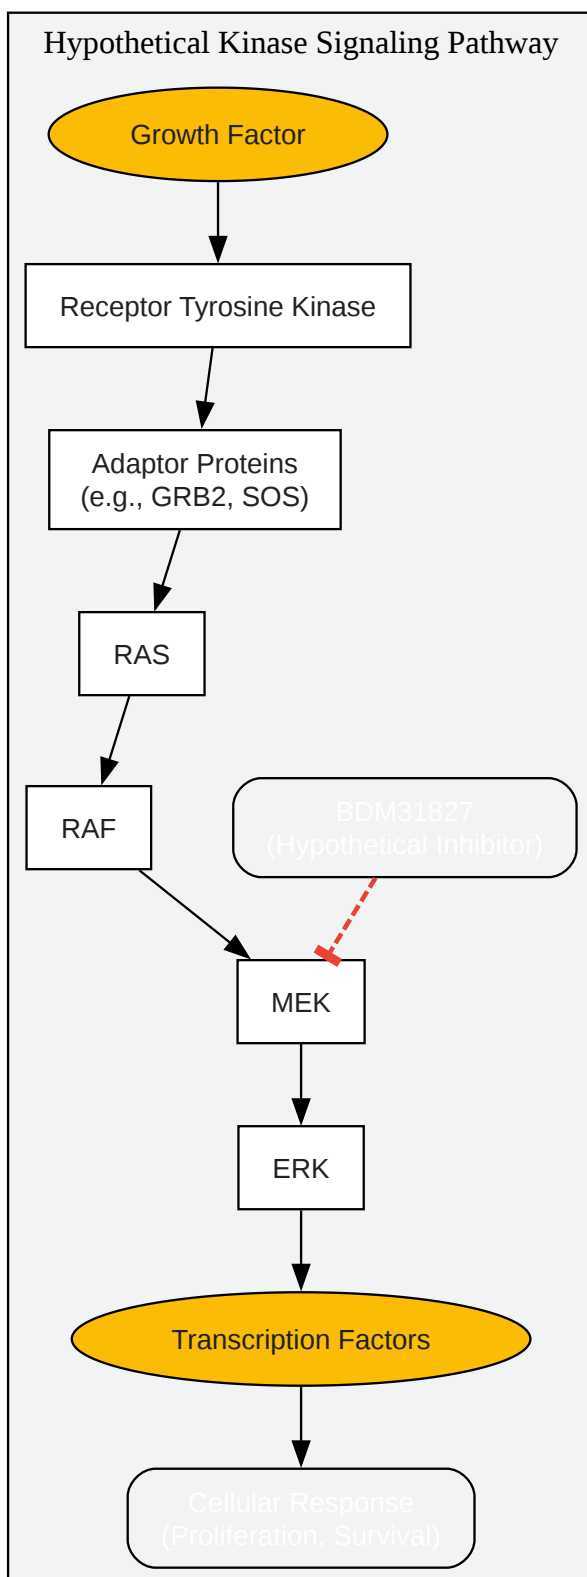 Hypothetical Kinase Signaling Pathway
Growth Factor
Receptor Tyrosine Kinase
Adaptor Proteins
(e.g., GRB2, SOS)
RAS
RAF
BDM31827
(Hypothetical Inhibitor)
MEK
ERK
Transcription Factors
Cellular Response
(Proliferation, Survival)